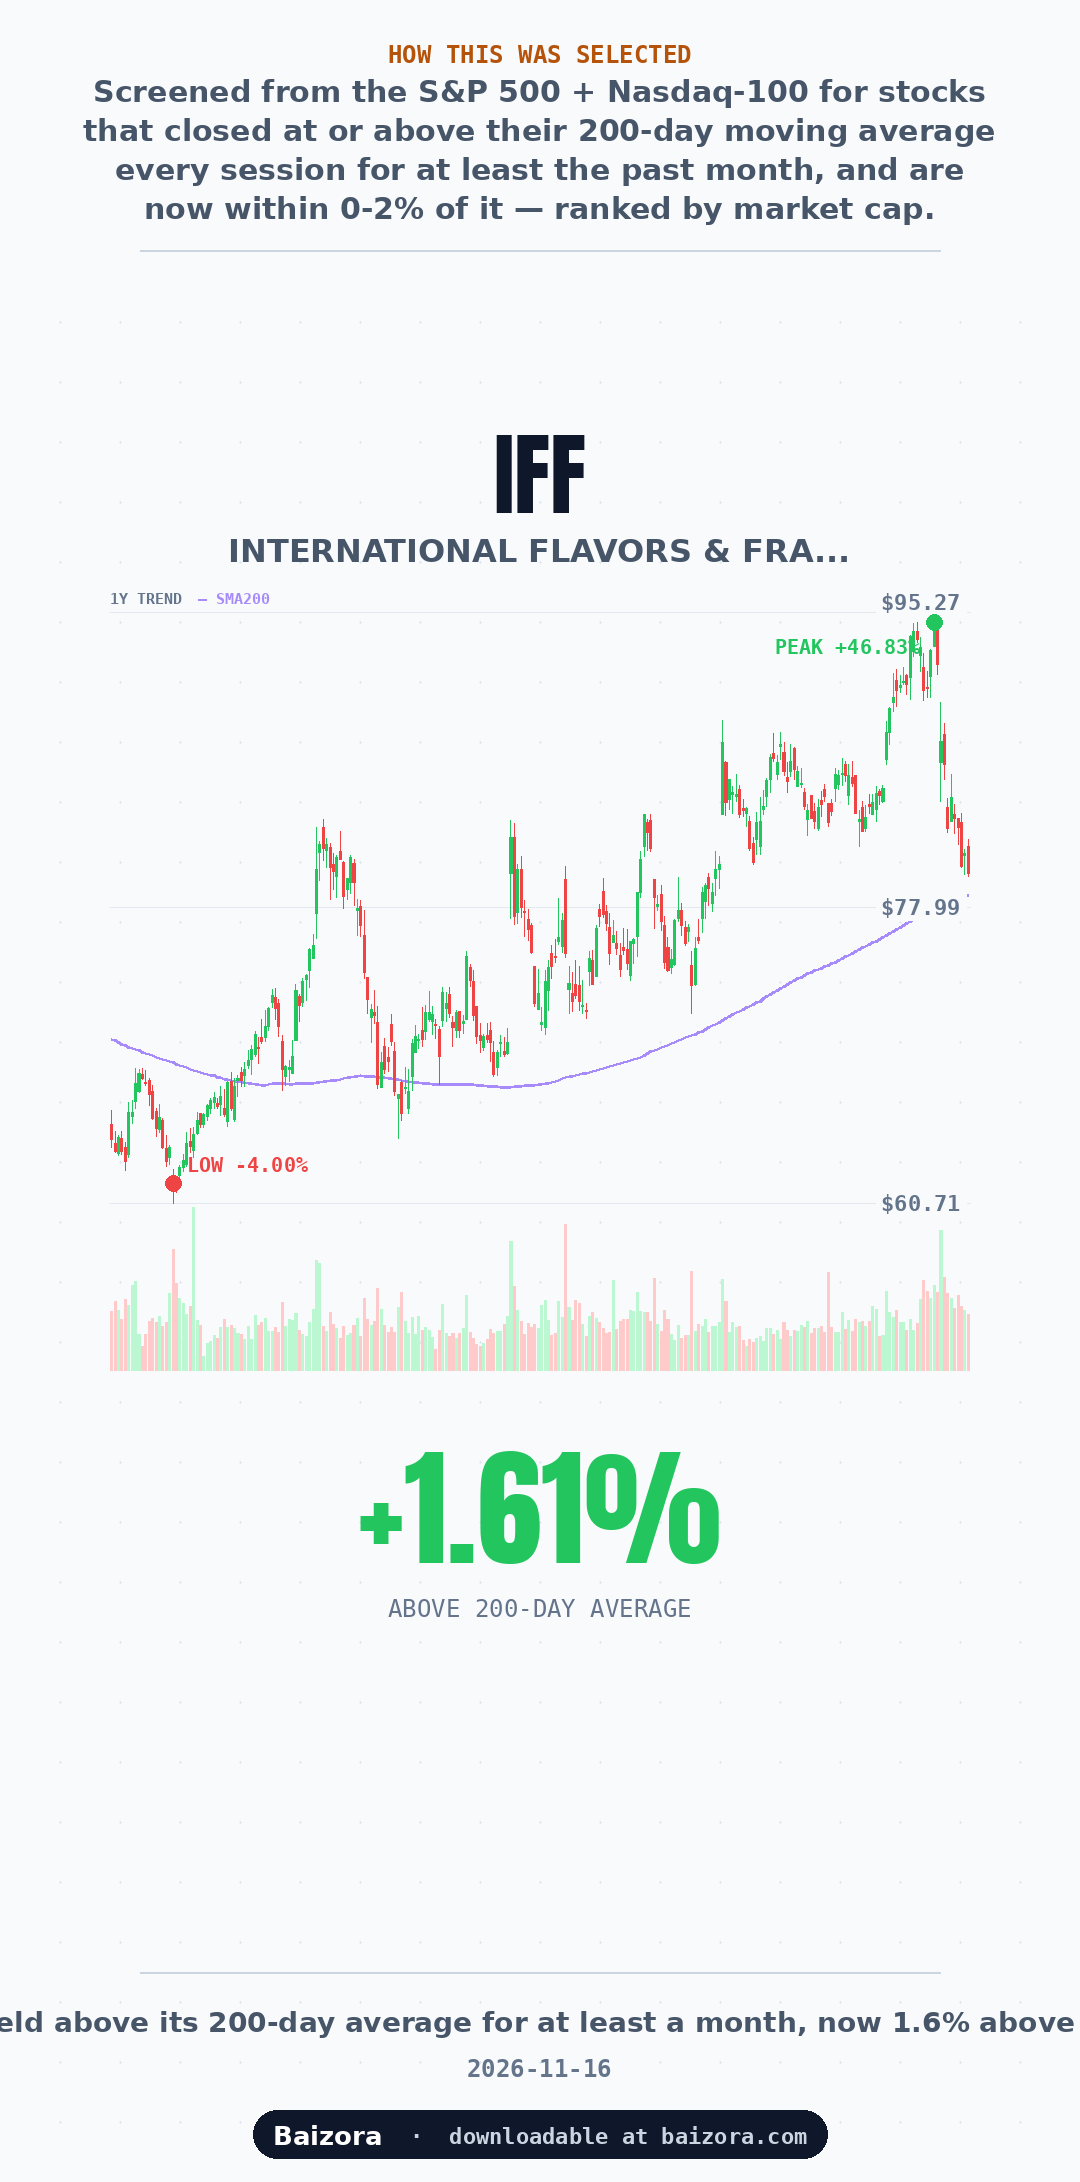 HOW THIS WAS SELECTED
Screened from the S&P 500 + Nasdaq-100 for stocks
that closed at or above their 200-day moving average
every session for at least the past month, and are
now within 0-2% of it — ranked by market cap.
IFF
INTERNATIONAL FLAVORS & FRA...
1Y TREND — SMA200
$95.27
PEAK +46.83%
$77.99
LOW -4.00%
$60.71
+1.61%
ABOVE 200-DAY AVERAGE
eld above its 200-day average for at least a month, now 1.6% above
2026-11-16
Baizora · downloadable at baizora.com